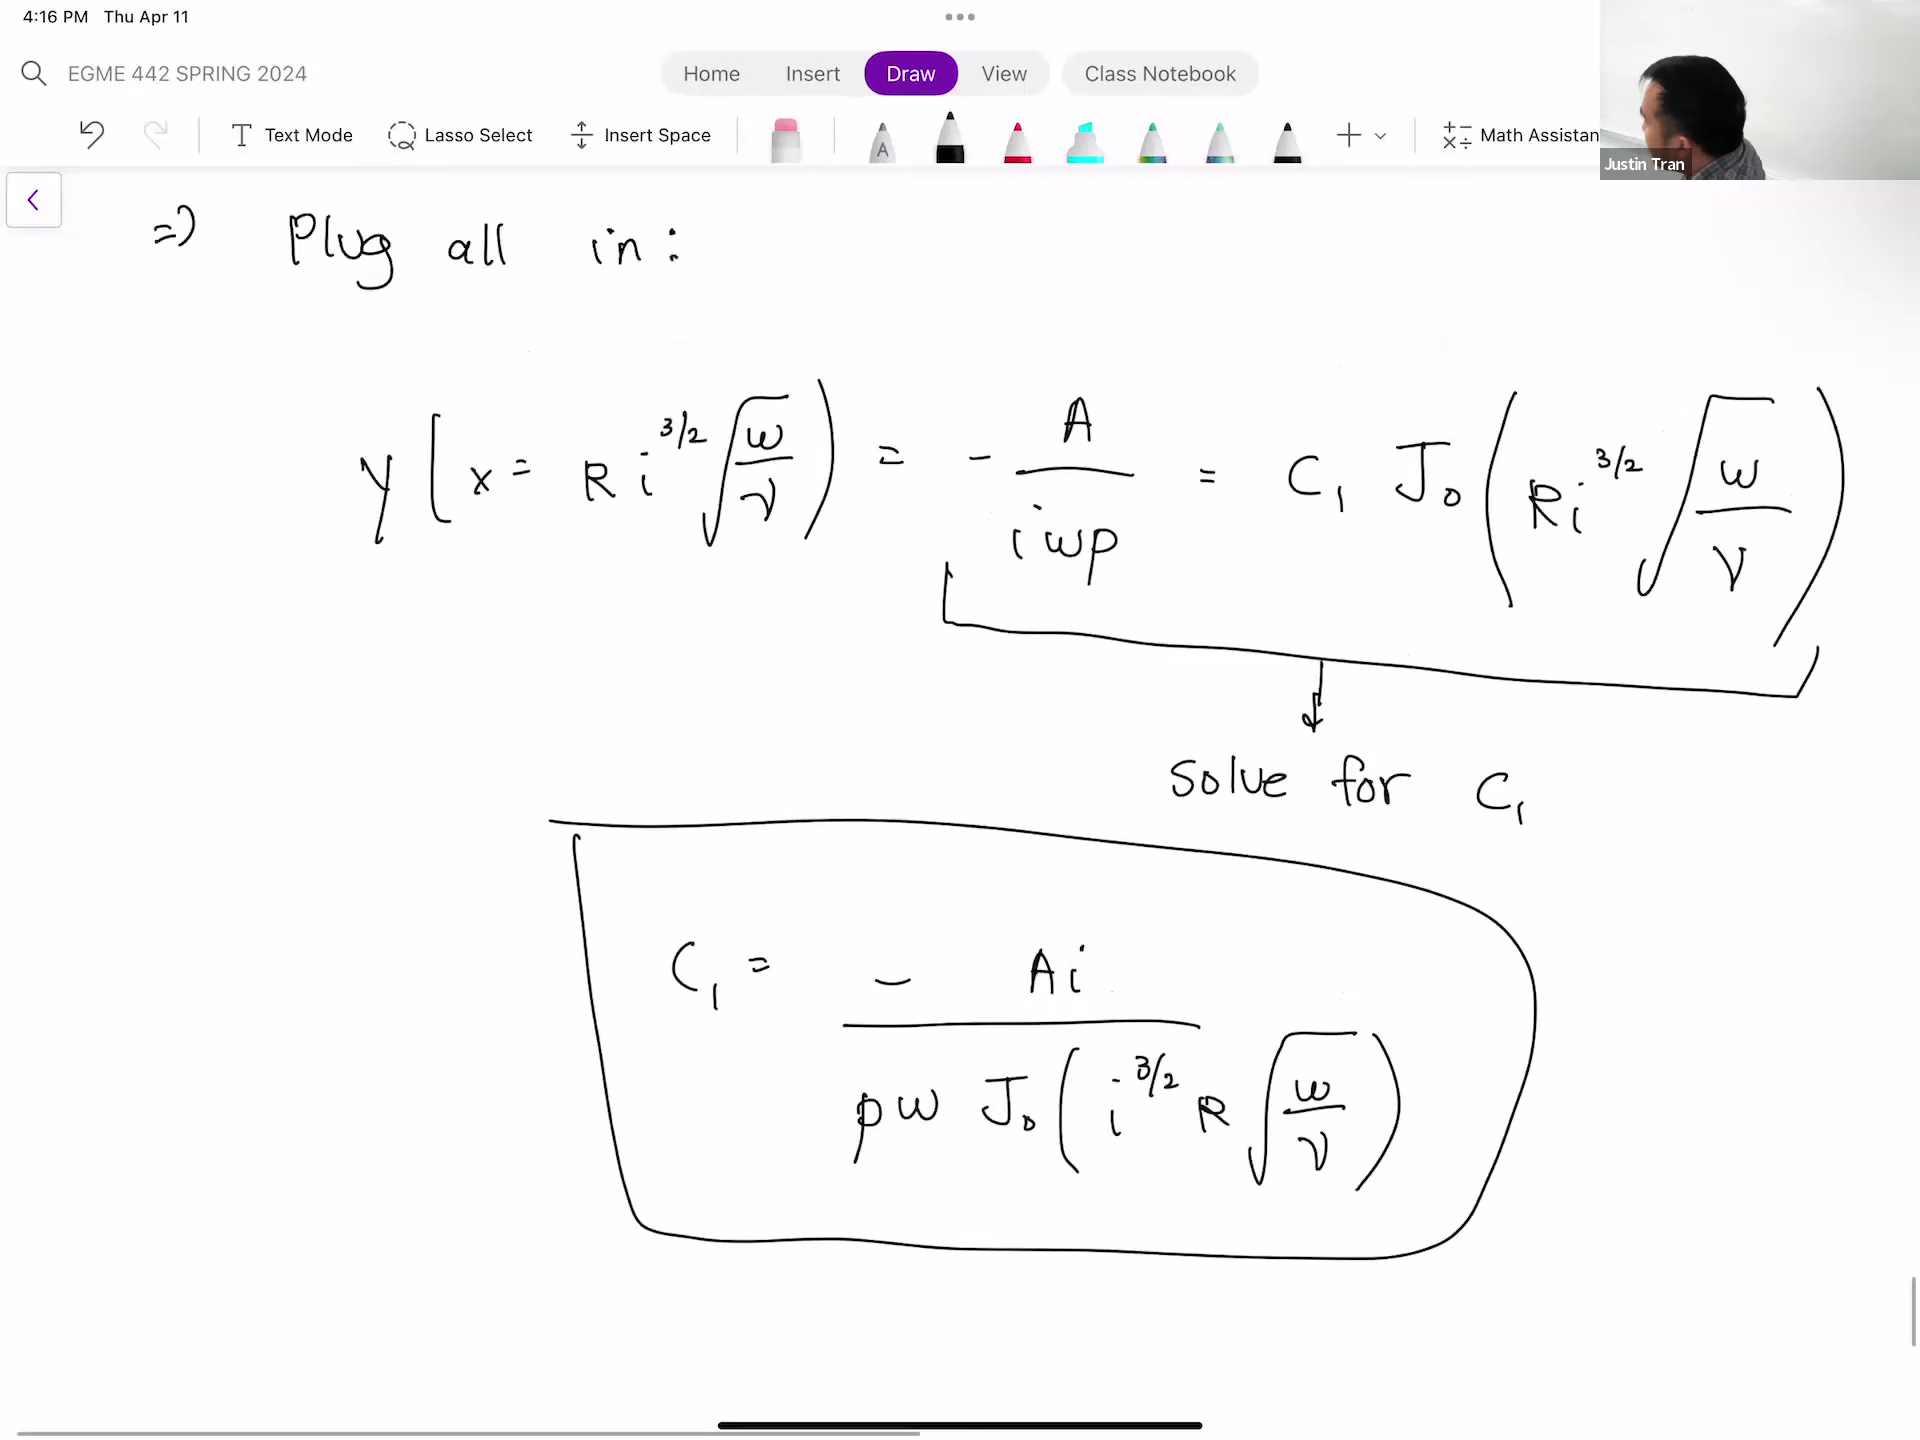 4:16 PM Thu Apr 11
EGME 442 SPRING 2024
Home Insert Draw View Class Notebook
Text Mode Lasso Select Insert Space A Math Assistan
Justin Tran
=) Plug all in:
y(x = R i^{3/2} √(w/ν)) = - A/(iwρ) = C₁ J₀(R i^{3/2} √(w/ν))
Solve for C₁
C₁ = - Ai/(ρw J₀(i^{3/2} R √(w/ν)))